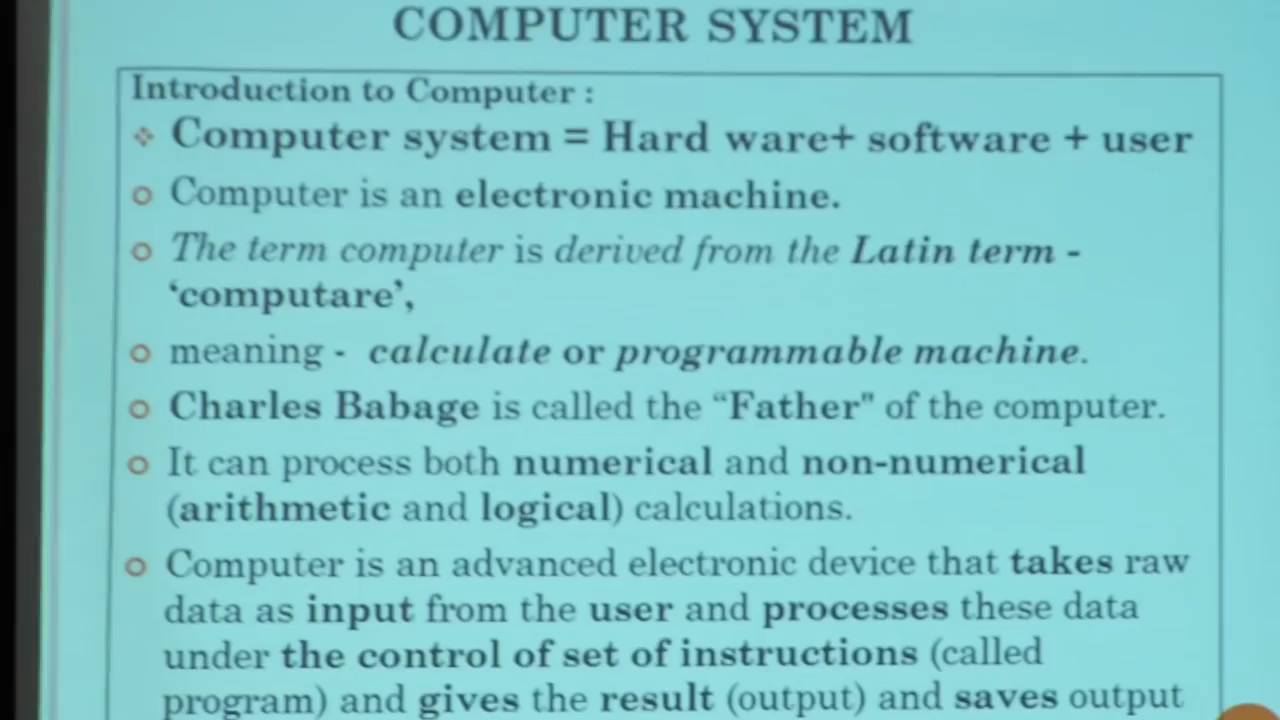 COMPUTER SYSTEM
Introduction to Computer :
Computer system = Hard ware+ software + user
Computer is an electronic machine.
The term computer is derived from the Latin term -
‘computare’,
meaning - calculate or programmable machine.
Charles Babage is called the “Father" of the computer.
It can process both numerical and non-numerical
(arithmetic and logical) calculations.
Computer is an advanced electronic device that takes raw
data as input from the user and processes these data
under the control of set of instructions (called
program) and gives the result (output) and saves output